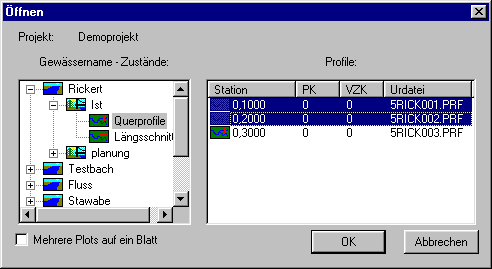 Öffnen
Projekt: Demoprojekt
Gewässername - Zustände:
Profile:
Rickert
Ist
Querprofile
Längsschnitt
planung
Testbach
Fluss
Stawabe
Station PK VZK Urdatei
0,1000 0 0 5RICK001.PRF
0,2000 0 0 5RICK002.PRF
0,3000 0 0 5RICK003.PRF
Mehrere Plots auf ein Blatt
OK
Abbrechen